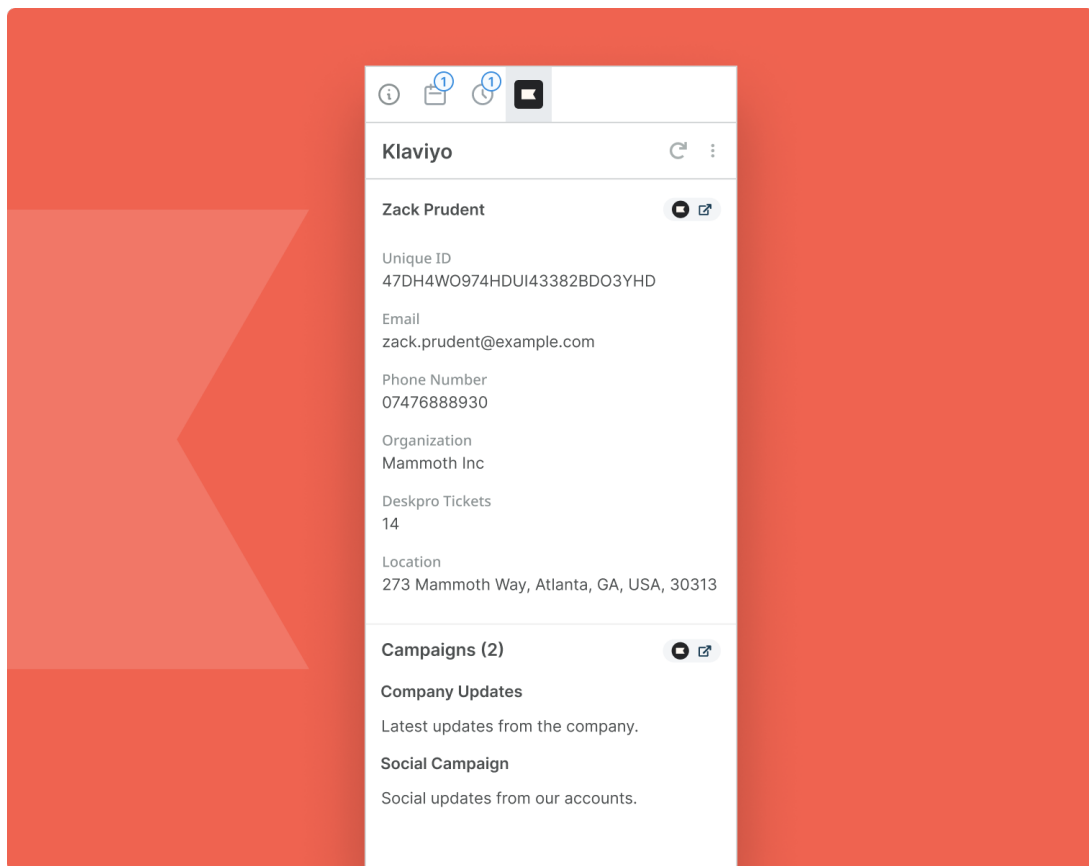 1
1
Klaviyo
Zack Prudent
Unique ID
47DH4WO974HDUI43382BDO3YHD
Email
zack.prudent@example.com
Phone Number
07476888930
Organization
Mammoth Inc
Deskpro Tickets
14
Location
273 Mammoth Way, Atlanta, GA, USA, 30313
Campaigns (2)
Company Updates
Latest updates from the company.
Social Campaign
Social updates from our accounts.